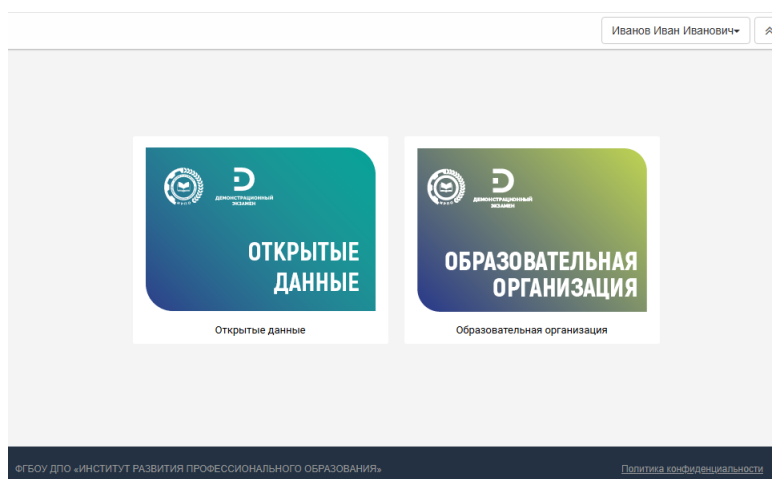 Иванов Иван Иванович
ДЕМОНСТРАЦИОННЫЙ
ЭКЗАМЕН
ОТКРЫТЫЕ
ДАННЫЕ
Открытые данные
ДЕМОНСТРАЦИОННЫЙ
ЭКЗАМЕН
ОБРАЗОВАТЕЛЬНАЯ
ОРГАНИЗАЦИЯ
Образовательная организация
ФГБОУ ДПО «ИНСТИТУТ РАЗВИТИЯ ПРОФЕССИОНАЛЬНОГО ОБРАЗОВАНИЯ»
Политика конфиденциальности